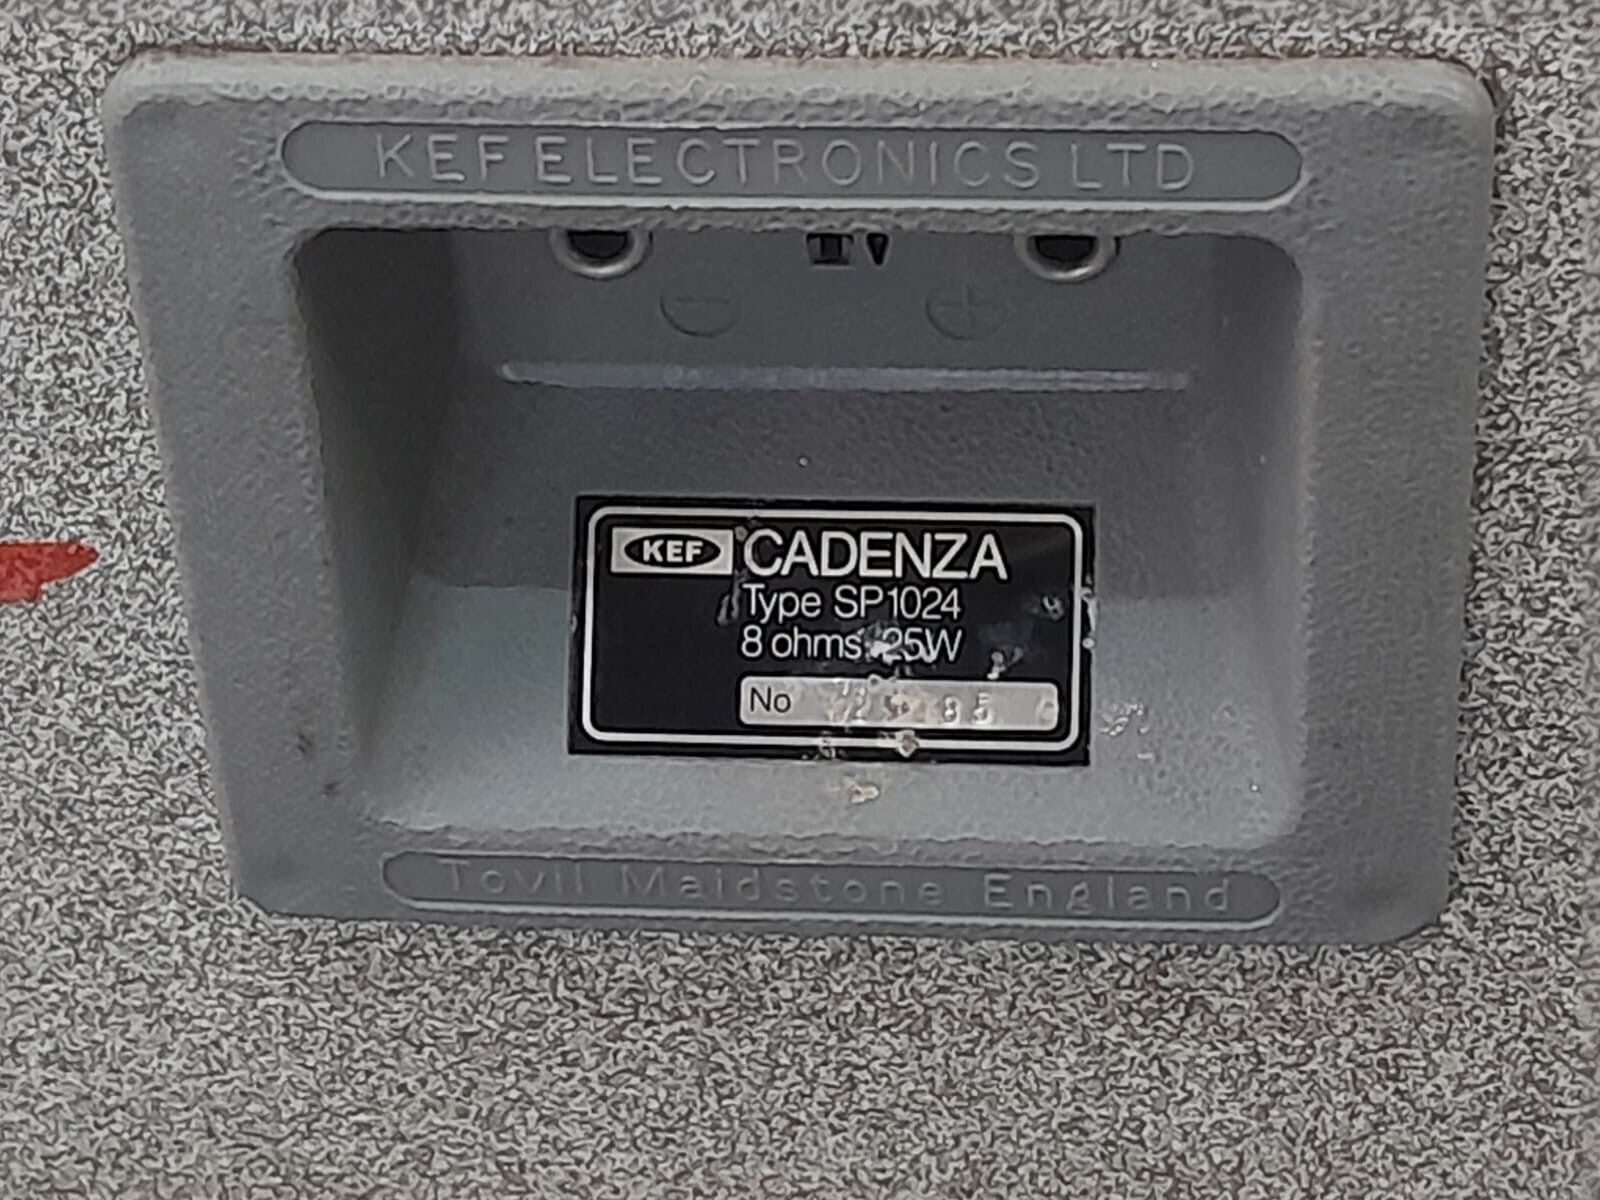 KEF ELECTRONICS LTD
KEF CADENZA
Type SP1024
8 ohms 25W
No
Tovil Maidstone England